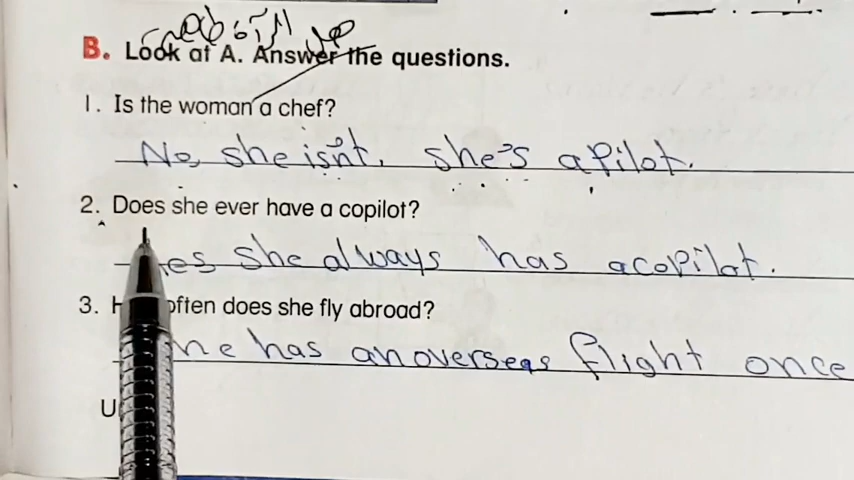 B. Look at A. Answer the questions.
1. Is the woman a chef?
No, she isn't. she's a Pilot.
2. Does she ever have a copilot?
es she always has a copilot.
3. H often does she fly abroad?
he has an overseas flight once
U